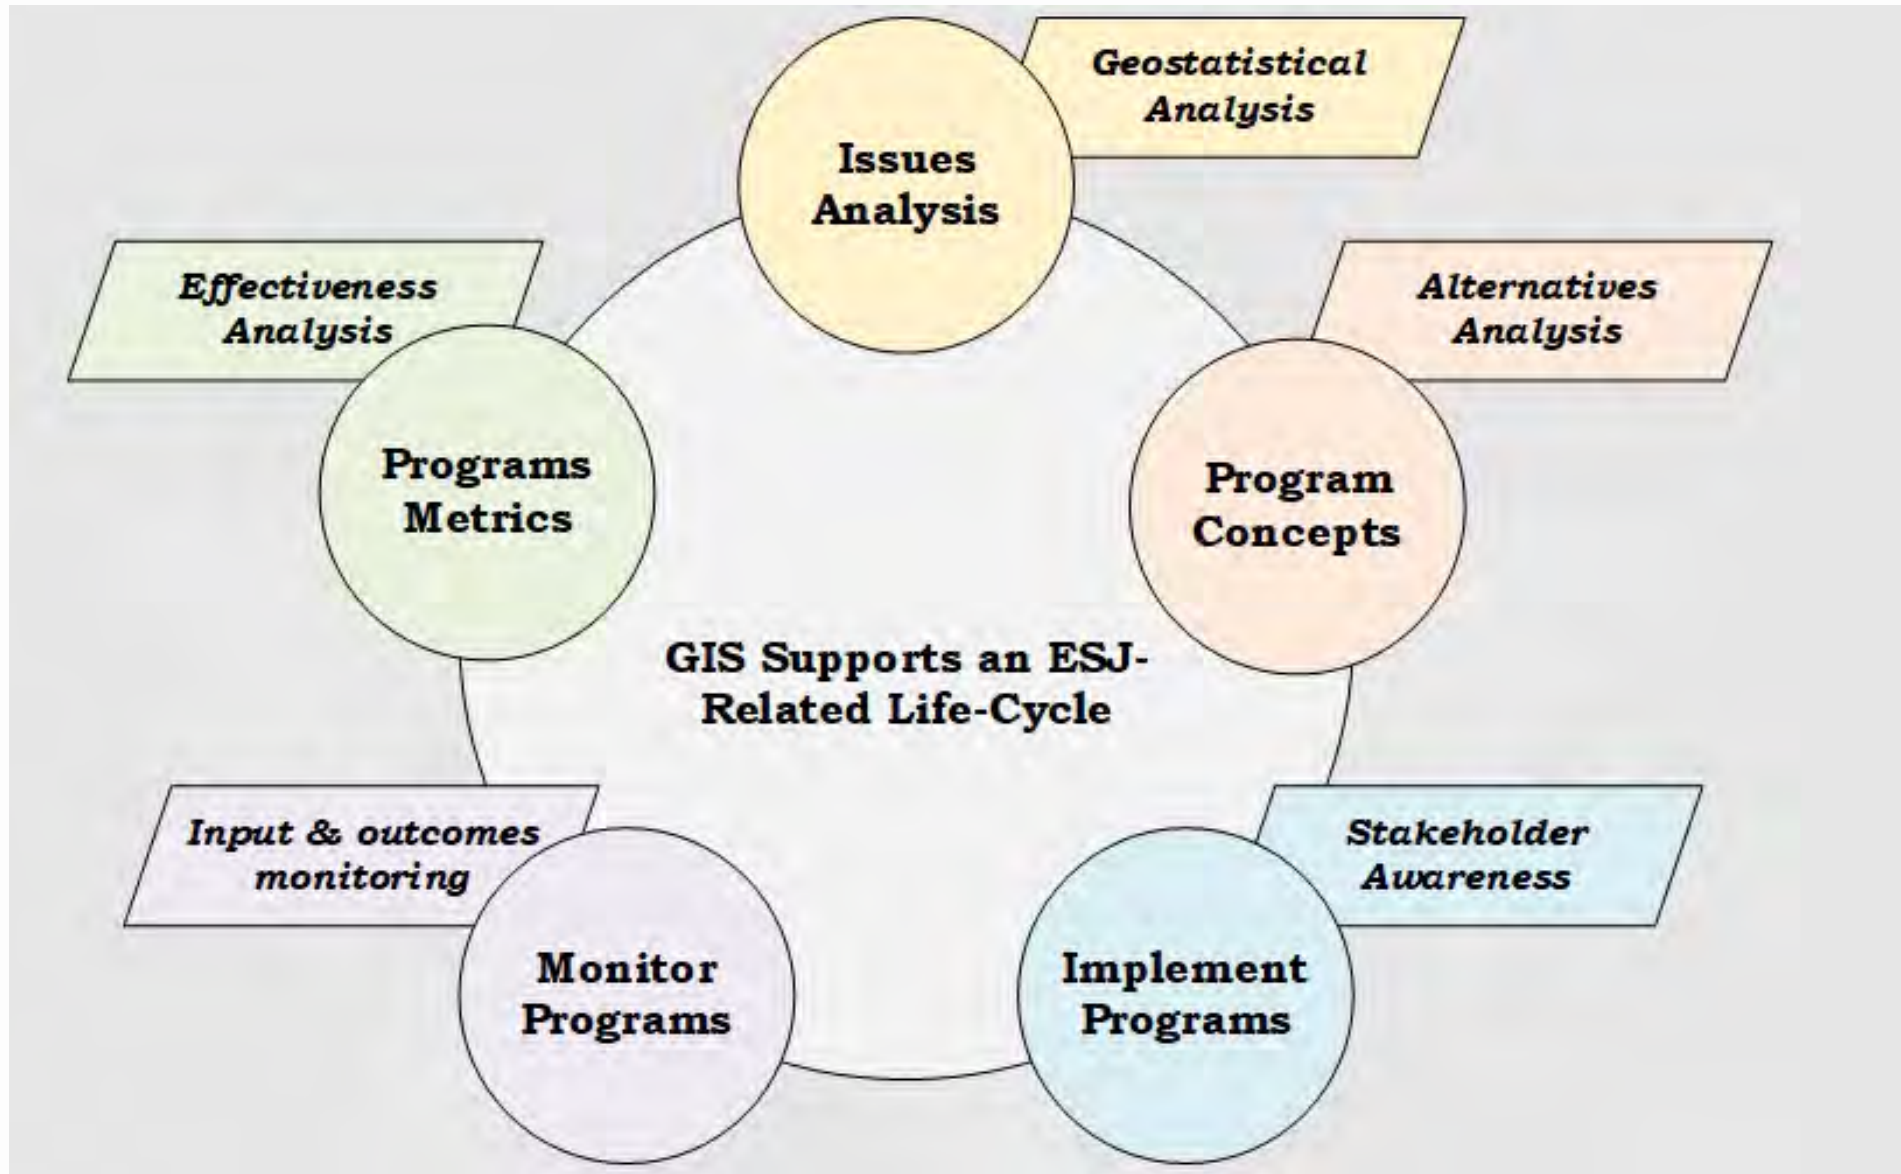 Geostatistical
Analysis
Issues
Analysis
Effectiveness
Analysis
Alternatives
Analysis
Programs
Metrics
Program
Concepts
GIS Supports an ESJ-
Related Life-Cycle
Input & outcomes
monitoring
Stakeholder
Awareness
Monitor
Programs
Implement
Programs